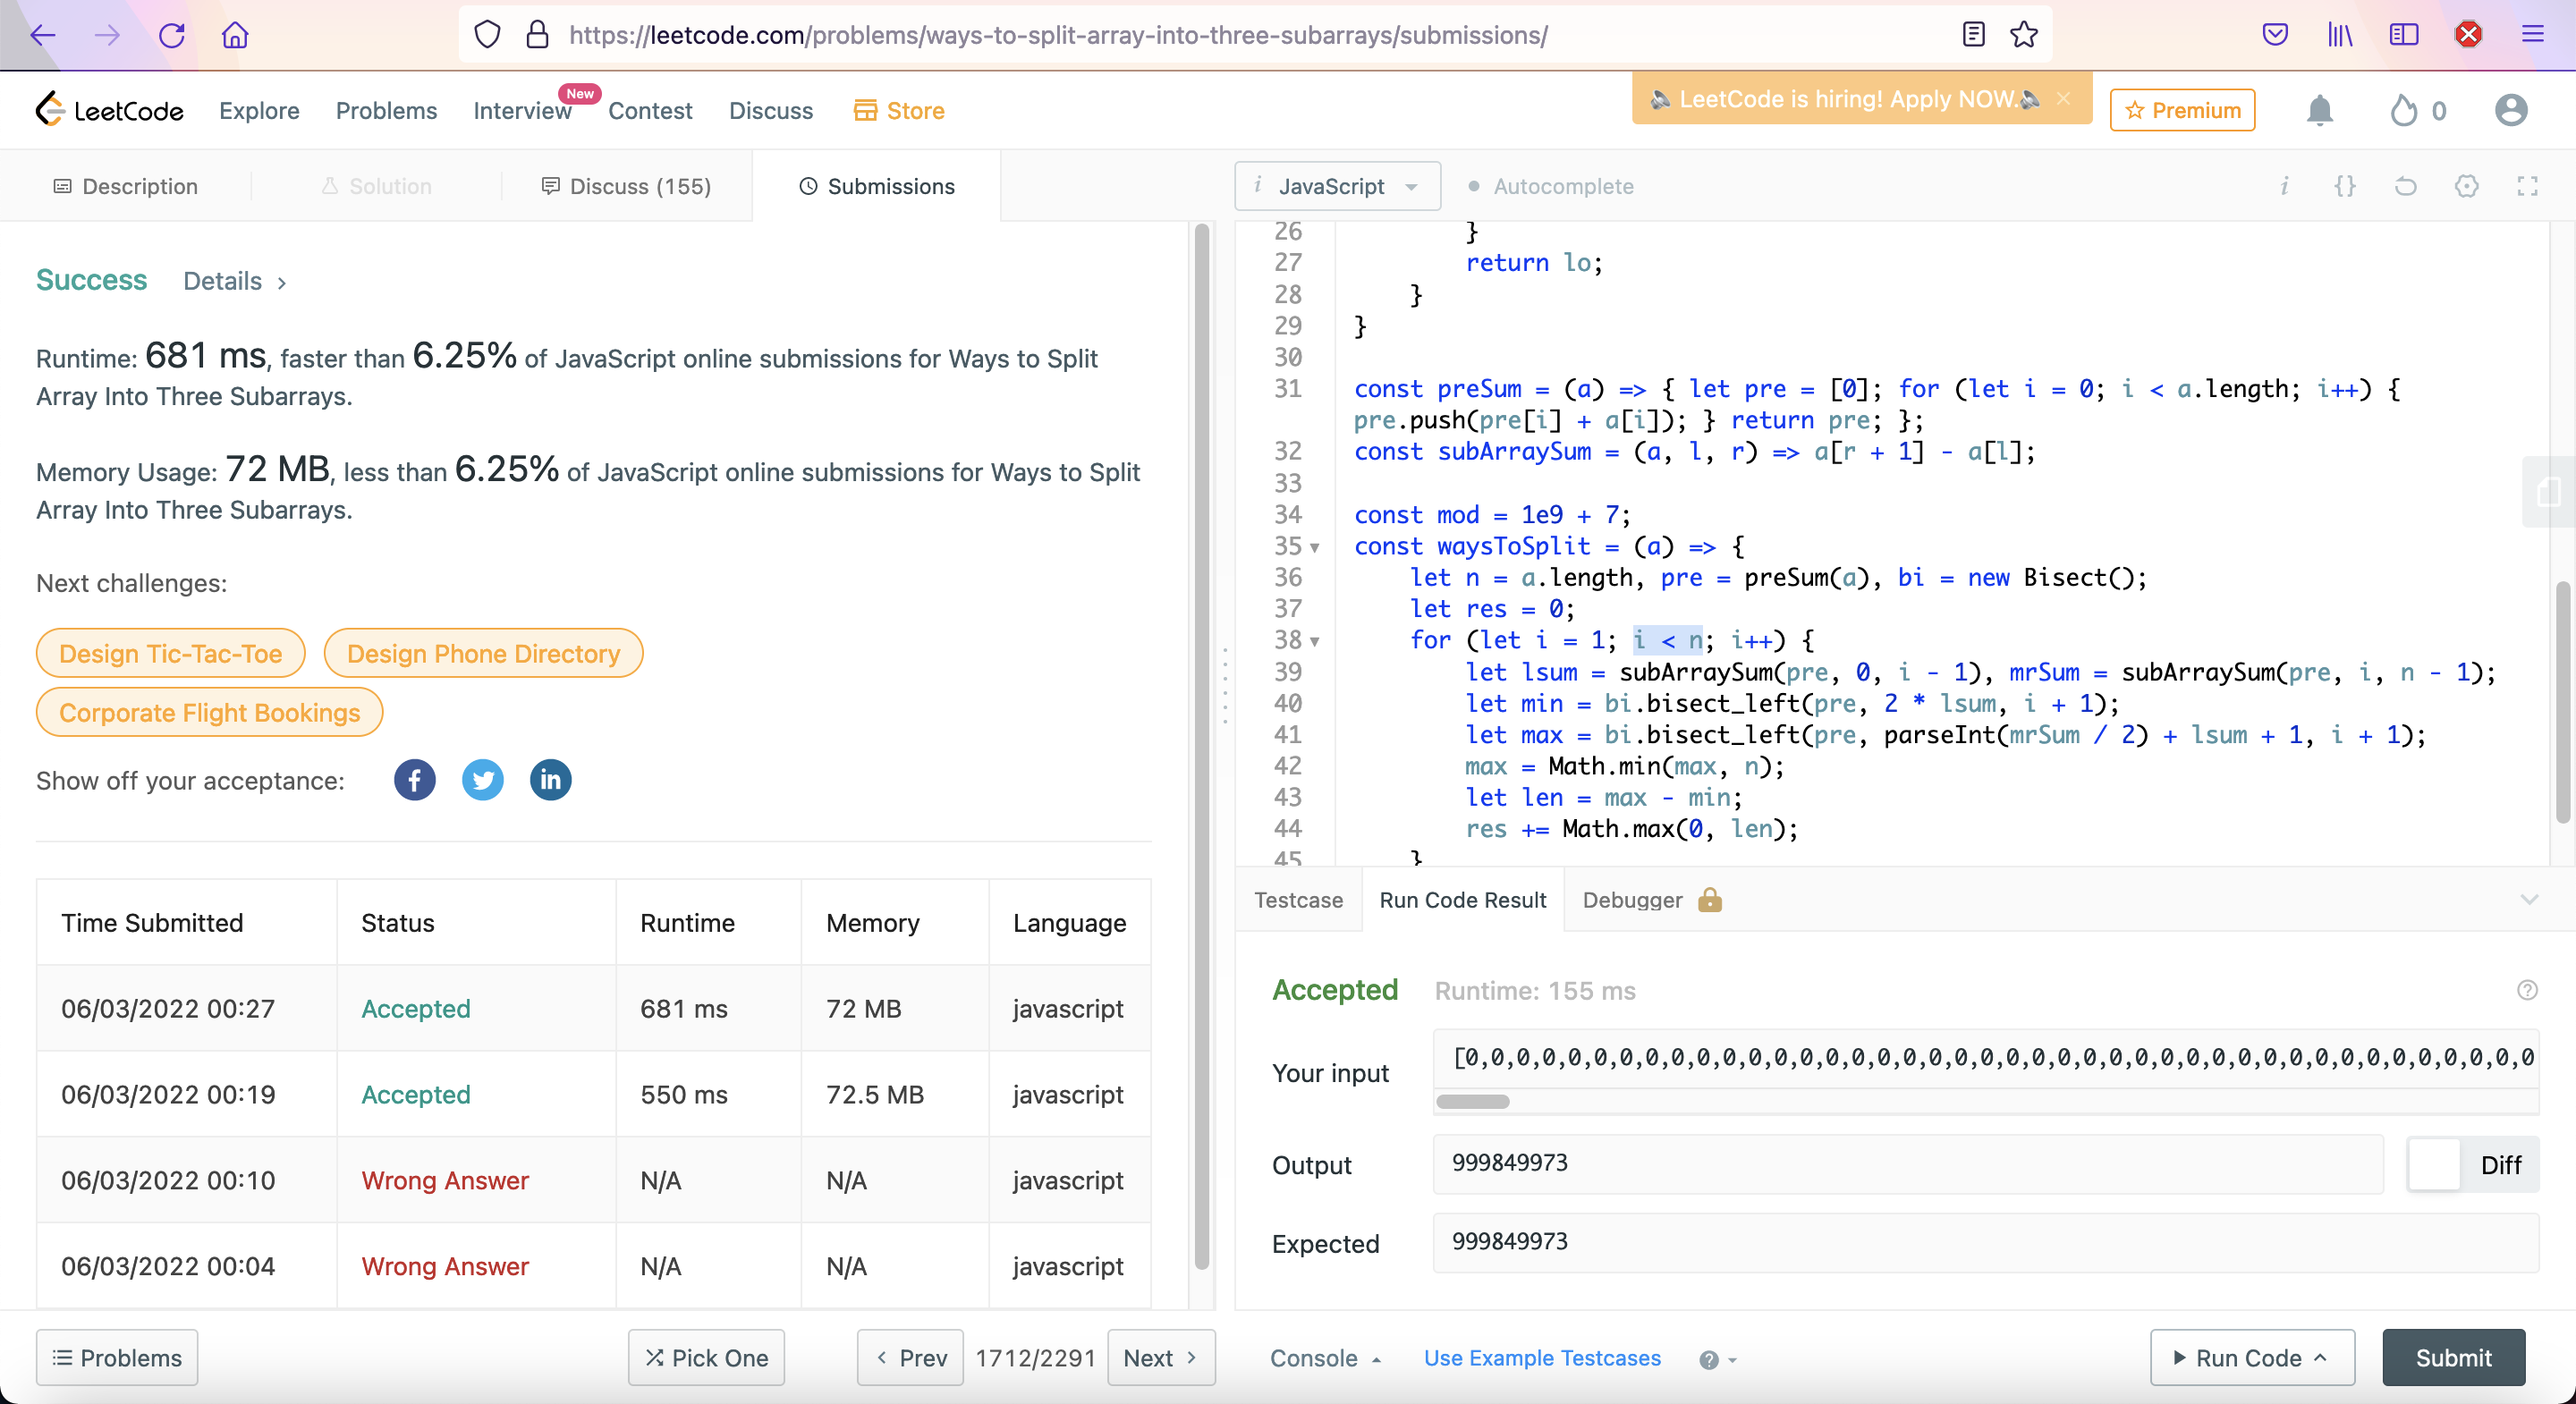 https://leetcode.com/problems/ways-to-split-array-into-three-subarrays/submissions/
LeetCode
Explore
Problems
Interview
New
Contest
Discuss
Store
LeetCode is hiring! Apply NOW.
Premium
0
Description
Solution
Discuss (155)
Submissions
i JavaScript
Autocomplete
i {}
Success Details >
Runtime: 681 ms, faster than 6.25% of JavaScript online submissions for Ways to Split
Array Into Three Subarrays.
Memory Usage: 72 MB, less than 6.25% of JavaScript online submissions for Ways to Split
Array Into Three Subarrays.
Next challenges:
Design Tic-Tac-Toe
Design Phone Directory
Corporate Flight Bookings
Show off your acceptance:
Time Submitted Status Runtime Memory Language
06/03/2022 00:27 Accepted 681 ms 72 MB javascript
06/03/2022 00:19 Accepted 550 ms 72.5 MB javascript
06/03/2022 00:10 Wrong Answer N/A N/A javascript
06/03/2022 00:04 Wrong Answer N/A N/A javascript
26 }
27 return lo;
28 }
29 }
30
31 const preSum = (a) => { let pre = [0]; for (let i = 0; i < a.length; i++) {
pre.push(pre[i] + a[i]); } return pre; };
32 const subArraySum = (a, l, r) => a[r + 1] - a[l];
33
34 const mod = 1e9 + 7;
35 const waysToSplit = (a) => {
36 let n = a.length, pre = preSum(a), bi = new Bisect();
37 let res = 0;
38 for (let i = 1; i < n; i++) {
39 let lsum = subArraySum(pre, 0, i - 1), mrSum = subArraySum(pre, i, n - 1);
40 let min = bi.bisect_left(pre, 2 * lsum, i + 1);
41 let max = bi.bisect_left(pre, parseInt(mrSum / 2) + lsum + 1, i + 1);
42 max = Math.min(max, n);
43 let len = max - min;
44 res += Math.max(0, len);
45 }
Testcase
Run Code Result
Debugger
Accepted Runtime: 155 ms
Your input
[0,0,0,0,0,0,0,0,0,0,0,0,0,0,0,0,0,0,0,0,0,0,0,0,0,0,0,0,0,0,0,0,0,0,0,0,0,0,0,0,0,0
Output
999849973
Diff
Expected
999849973
Problems
Pick One
< Prev
1712/2291
Next >
Console
Use Example Testcases
Run Code
Submit